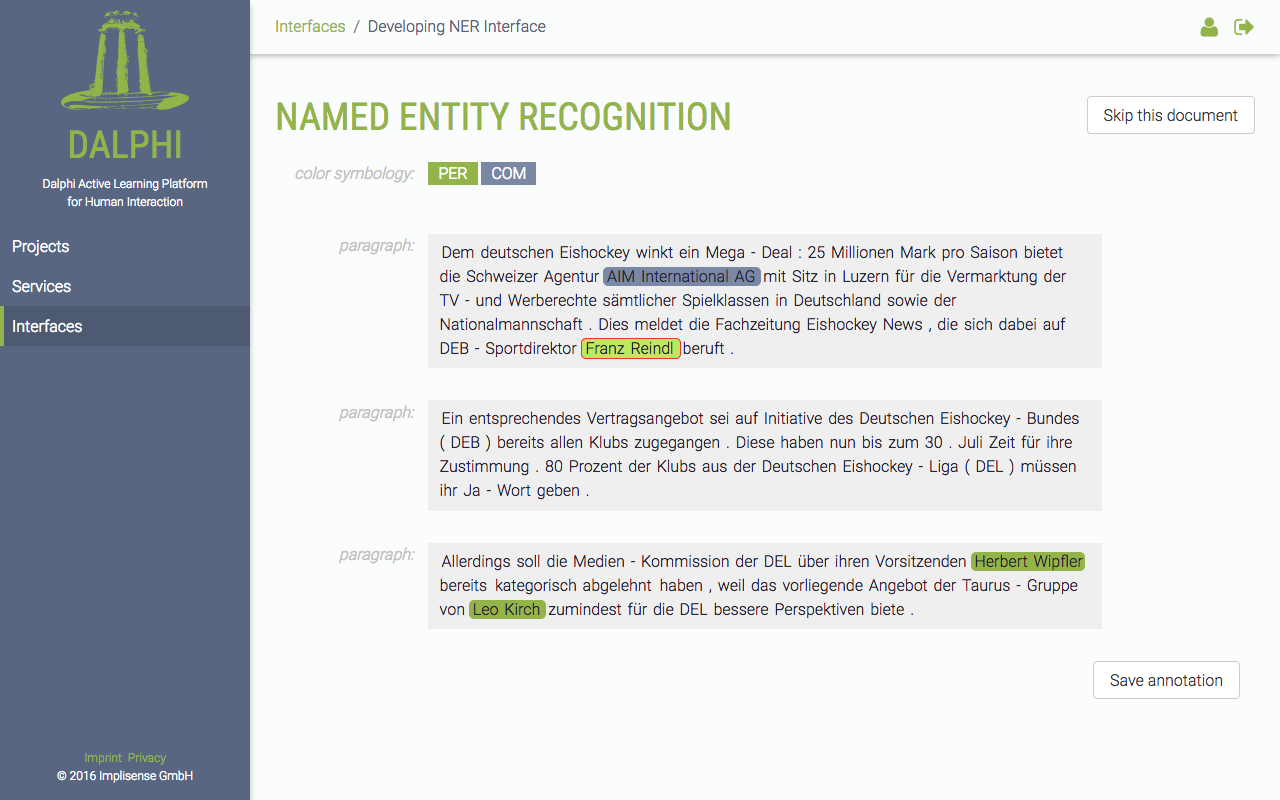 DALPHI
Dalphi Active Learning Platform
for Human Interaction
Projects
Services
Interfaces
Imprint Privacy
© 2016 Implisense GmbH
Interfaces / Developing NER Interface
NAMED ENTITY RECOGNITION
Skip this document
color symbology: PER COM
paragraph: Dem deutschen Eishockey winkt ein Mega - Deal : 25 Millionen Mark pro Saison bietet
die Schweizer Agentur AIM International AG mit Sitz in Luzern für die Vermarktung der
TV - und Werberechte sämtlicher Spielklassen in Deutschland sowie der
Nationalmannschaft . Dies meldet die Fachzeitung Eishockey News , die sich dabei auf
DEB - Sportdirektor Franz Reindl beruft .
paragraph: Ein entsprechendes Vertragsangebot sei auf Initiative des Deutschen Eishockey - Bundes
( DEB ) bereits allen Klubs zugegangen . Diese haben nun bis zum 30 . Juli Zeit für ihre
Zustimmung . 80 Prozent der Klubs aus der Deutschen Eishockey - Liga ( DEL ) müssen
ihr Ja - Wort geben .
paragraph: Allerdings soll die Medien - Kommission der DEL über ihren Vorsitzenden Herbert Wipfler
bereits kategorisch abgelehnt haben , weil das vorliegende Angebot der Taurus - Gruppe
von Leo Kirch zumindest für die DEL bessere Perspektiven biete .
Save annotation